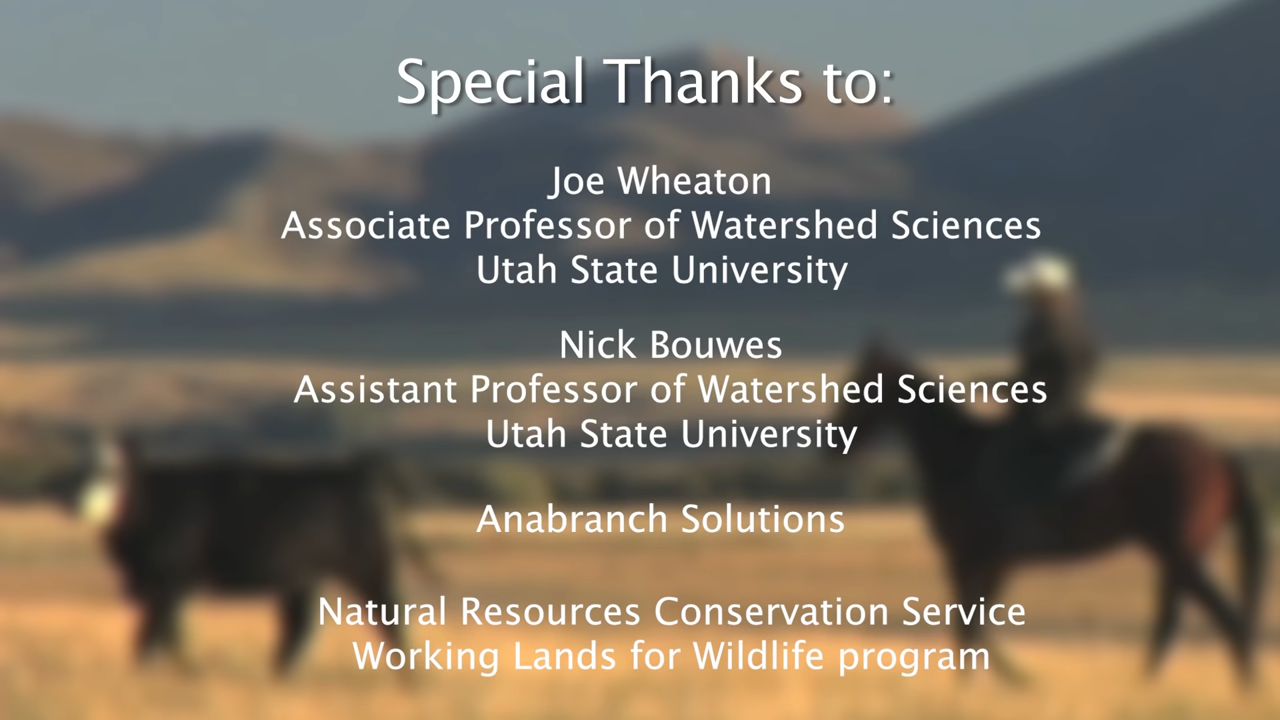 Special Thanks to:
Joe Wheaton
Associate Professor of Watershed Sciences
Utah State University
Nick Bouwes
Assistant Professor of Watershed Sciences
Utah State University
Anabranch Solutions
Natural Resources Conservation Service
Working Lands for Wildlife program